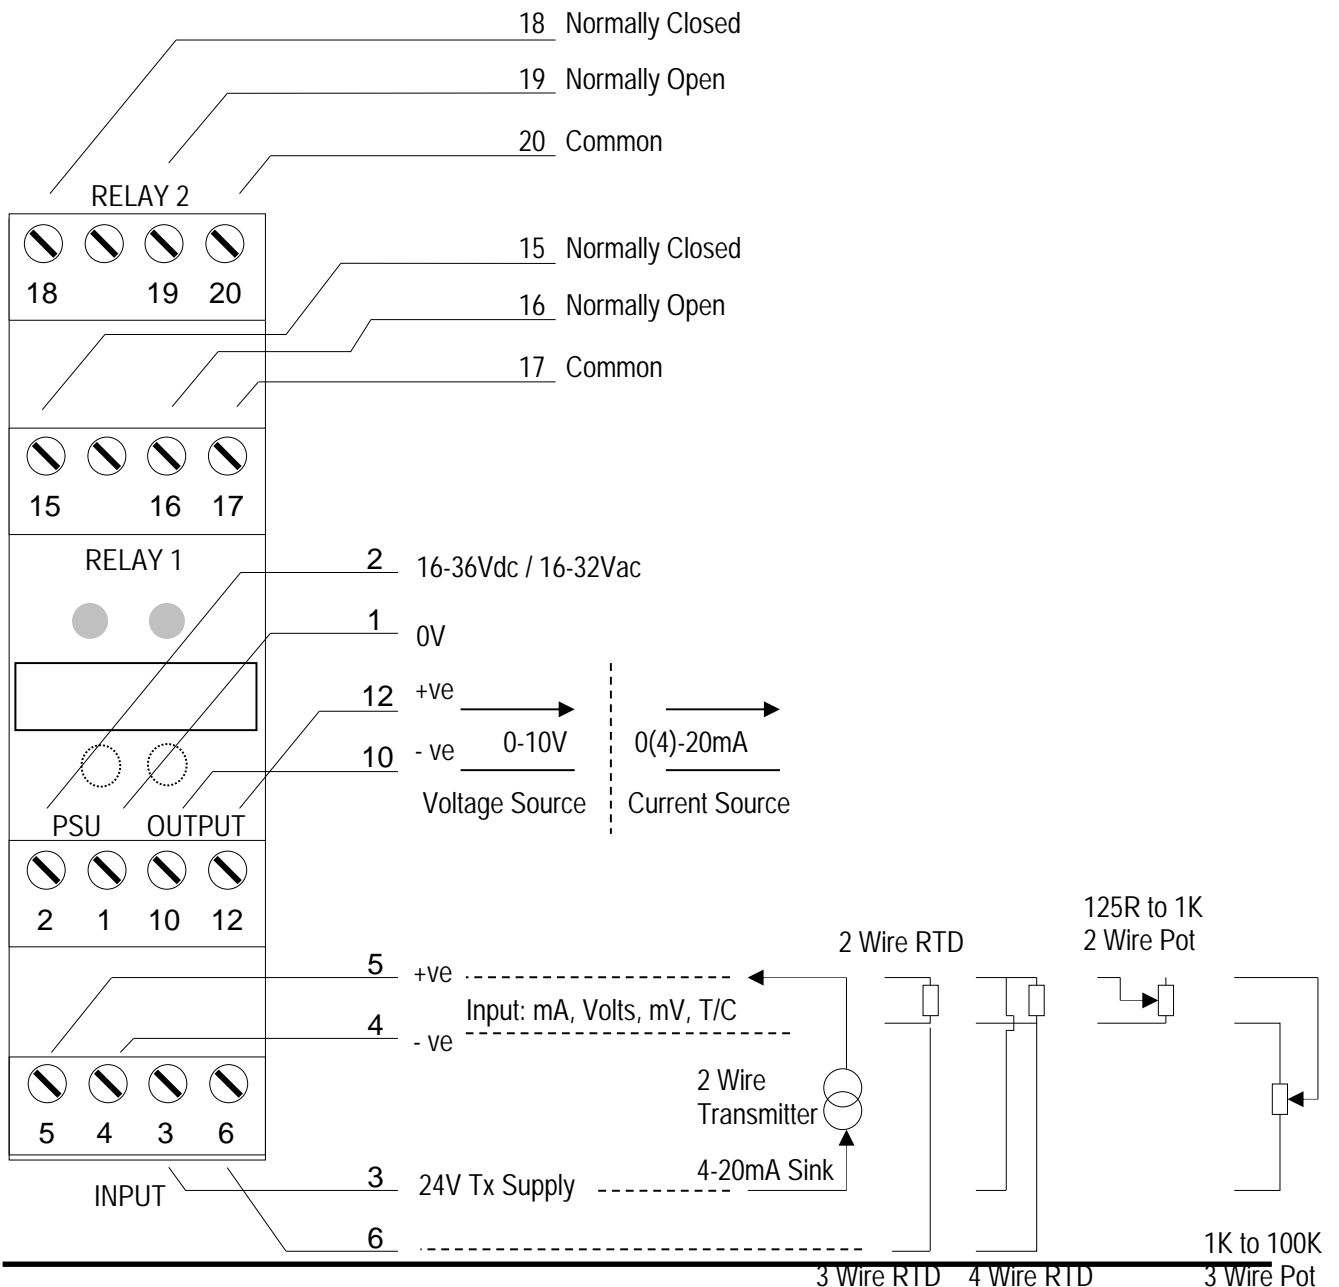 18 Normally Closed
19 Normally Open
20 Common
RELAY 2
18 19 20
15 Normally Closed
16 Normally Open
17 Common
15 16 17
RELAY 1
2 16-36Vdc / 16-32Vac
1 0V
12 +ve
10 - ve
0-10V 0(4)-20mA
Voltage Source Current Source
PSU OUTPUT
2 1 10 12
125R to 1K
2 Wire Pot
2 Wire RTD
5 +ve
Input: mA, Volts, mV, T/C
4 - ve
2 Wire
Transmitter
5 4 3 6
4-20mA Sink
3 24V Tx Supply
INPUT
6
1K to 100K
3 Wire Pot
3 Wire RTD 4 Wire RTD